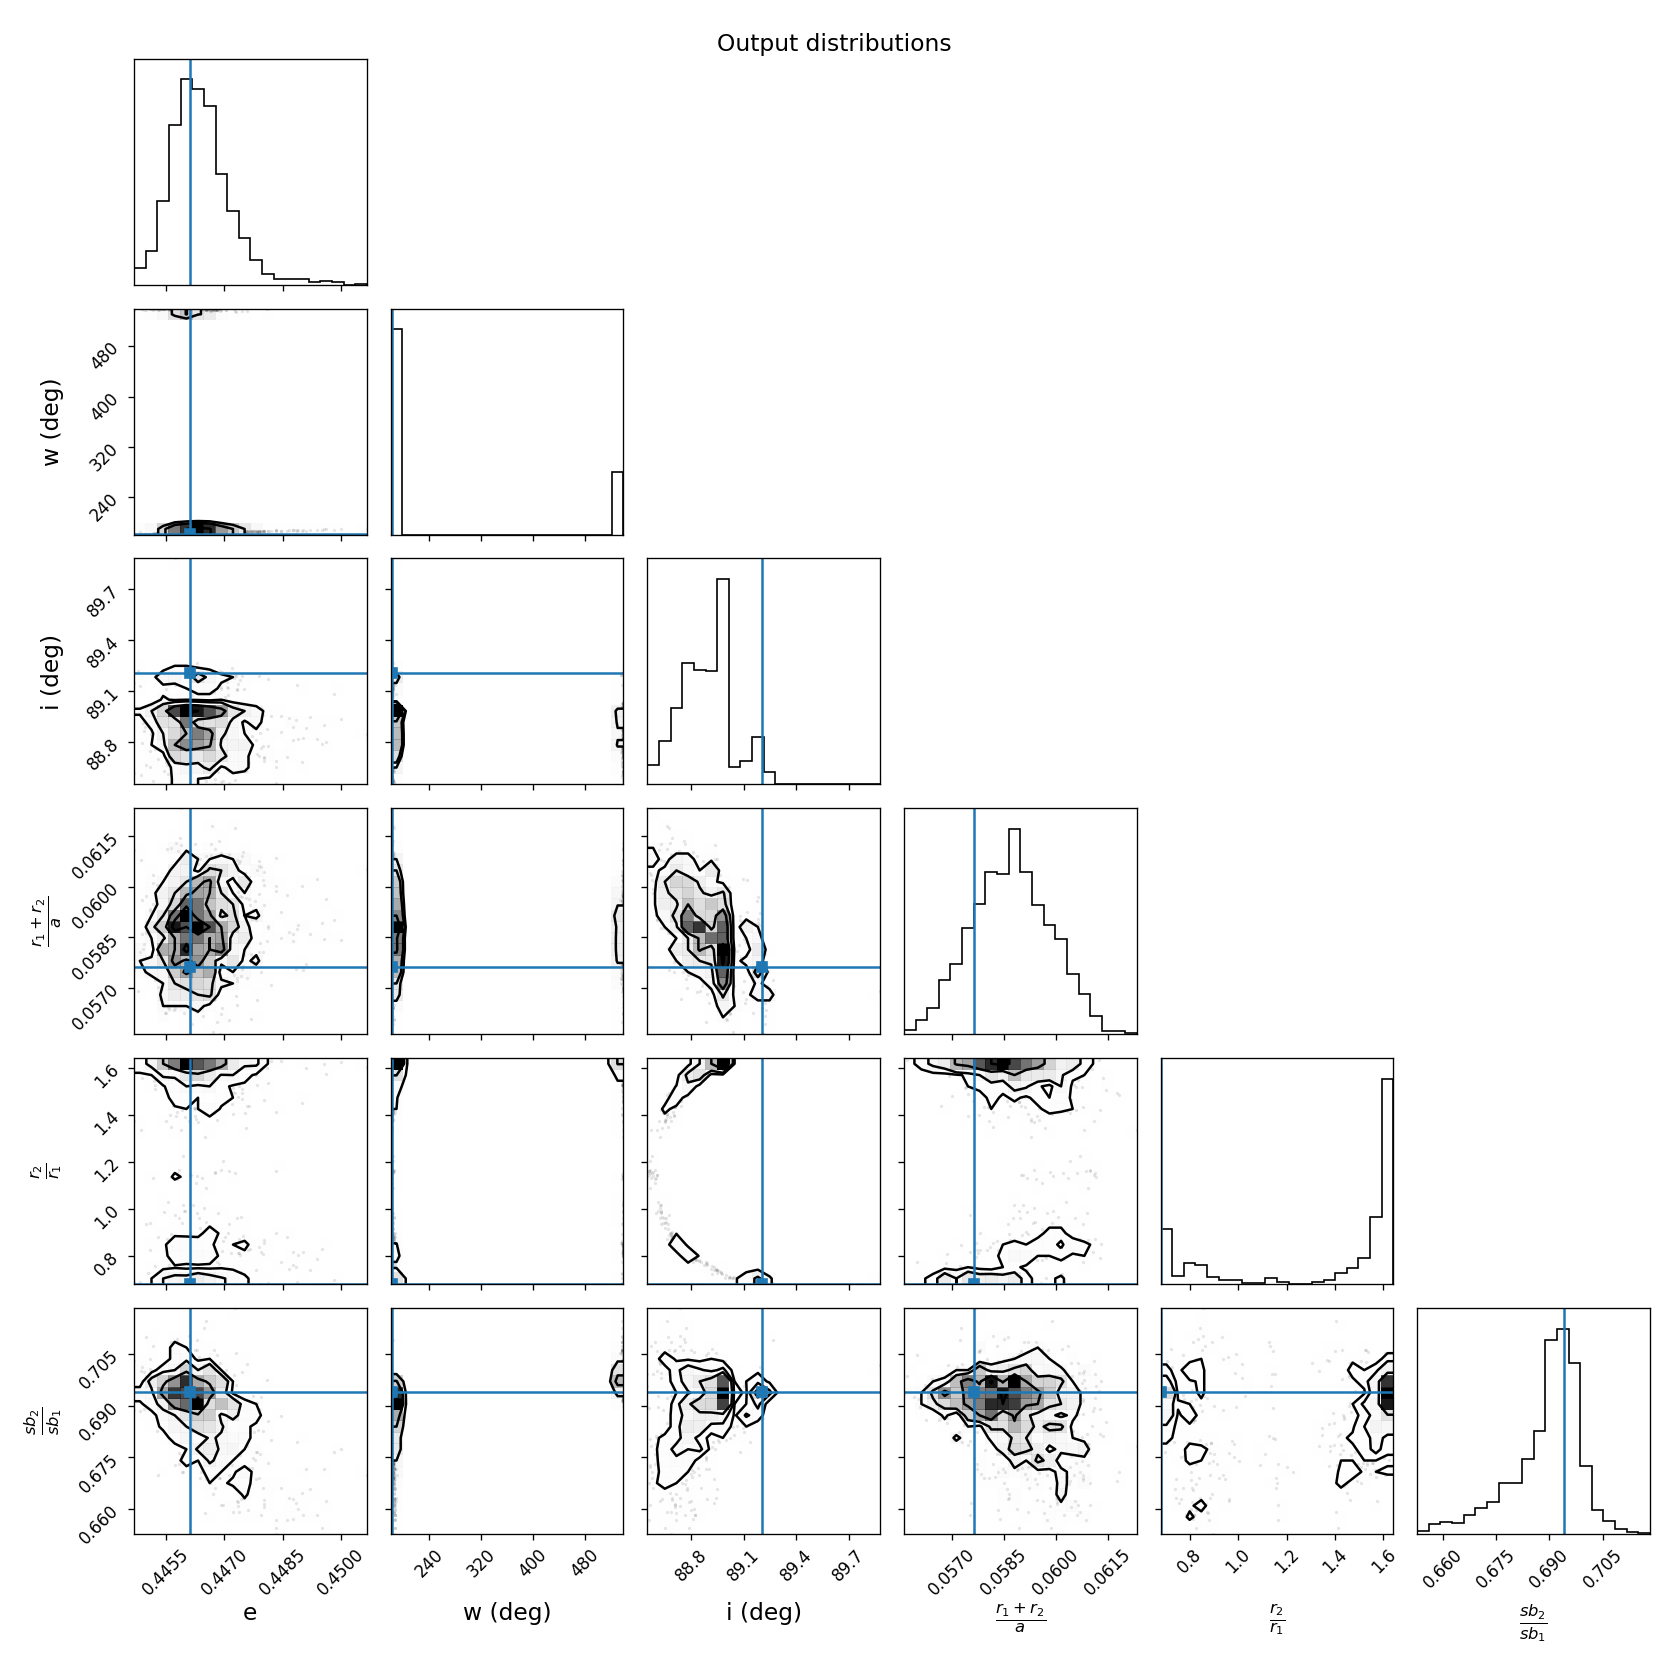 Output distributions
w (deg)
480
400
320
240
i (deg)
89.7
89.4
89.1
88.8
r₁ + r₂
a
0.0615
0.0600
0.0585
0.0570
r₂
r₁
1.6
1.4
1.2
1.0
0.8
sb₂
sb₁
0.705
0.690
0.675
0.660
0.4455 0.4470 0.4485 0.4500
240 320 400 480
88.8 89.1 89.4 89.7
0.0570 0.0585 0.0600 0.0615
0.8 1.0 1.2 1.4 1.6
0.660 0.675 0.690 0.705
e
w (deg)
i (deg)
r₁ + r₂
a
r₂
r₁
sb₂
sb₁